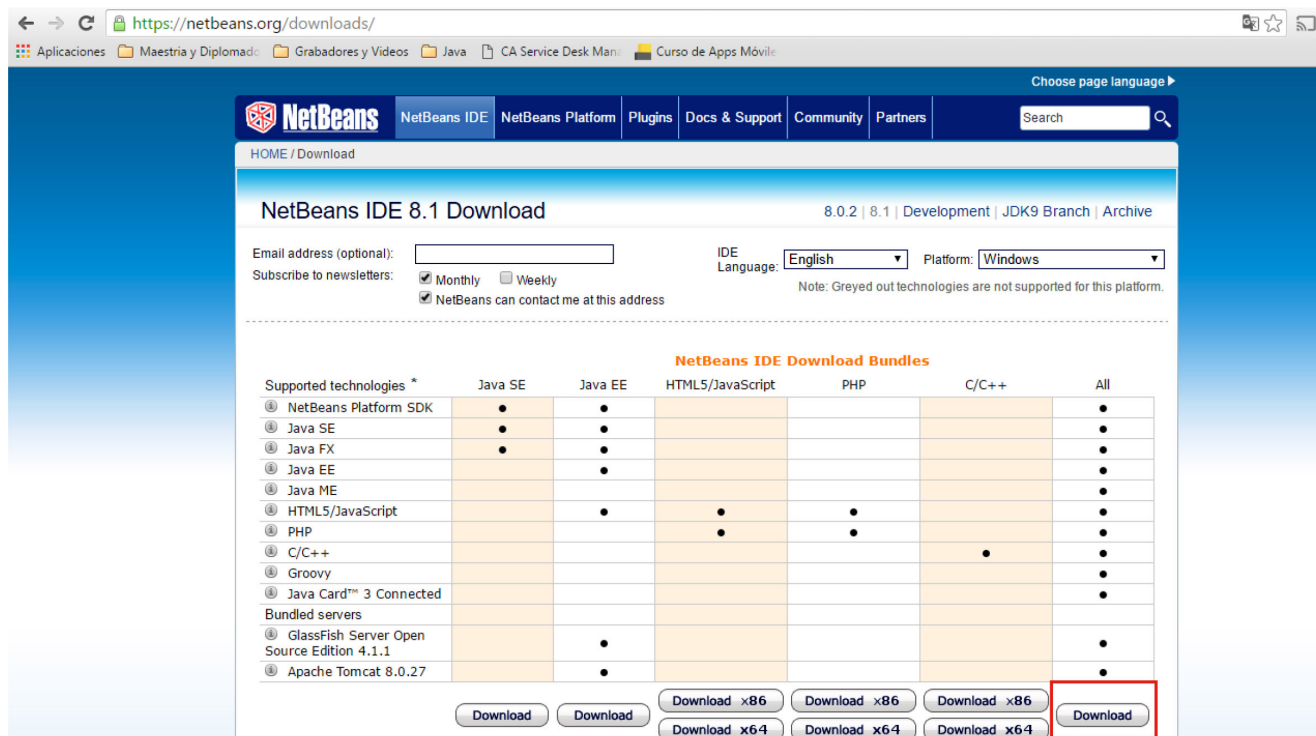 https://netbeans.org/downloads/
Aplicaciones Maestria y Diplomado Grabadores y Videos Java CA Service Desk Mana Curso de Apps Móvile
Choose page language
NetBeans NetBeans IDE NetBeans Platform Plugins Docs & Support Community Partners Search
HOME / Download
NetBeans IDE 8.1 Download 8.0.2 | 8.1 | Development | JDK9 Branch | Archive
Email address (optional): IDE Language: English Platform: Windows
Subscribe to newsletters: Monthly Weekly Note: Greyed out technologies are not supported for this platform.
NetBeans can contact me at this address
NetBeans IDE Download Bundles
Supported technologies * Java SE Java EE HTML5/JavaScript PHP C/C++ All
NetBeans Platform SDK • • •
Java SE • • •
Java FX • • •
Java EE • •
Java ME •
HTML5/JavaScript • • • •
PHP • • •
C/C++ • •
Groovy •
Java Card™ 3 Connected •
Bundled servers
GlassFish Server Open
Source Edition 4.1.1 • •
Apache Tomcat 8.0.27 • •
Download x86 Download x86 Download x86
Download Download Download
Download x64 Download x64 Download x64